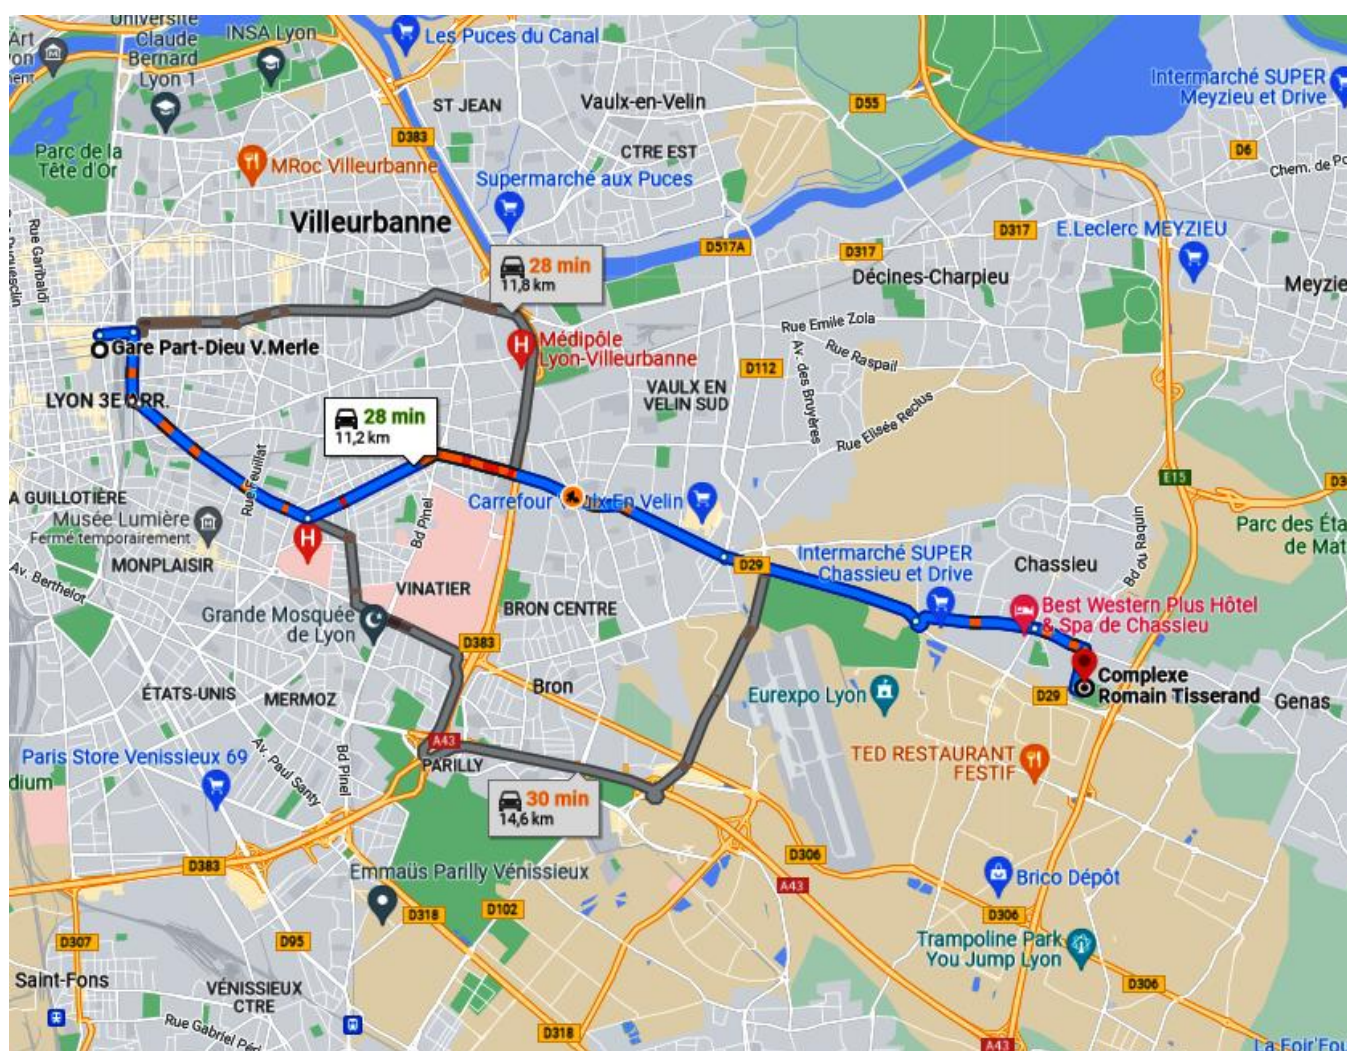 Université
Claude
Bernard
Lyon 1
INSA Lyon
Les Puces du Canal
Intermarché SUPER
Meyzieu et Drive
Art
ST JEAN
Vaulx-en-Velin
D55
D383
CTRE EST
D6
Parc de la
Tête d'Or
MRoc Villeurbanne
Supermarché aux Puces
Chem. de
Villeurbanne
Rue Garibaldi
D517A
D317
D317
E.Leclerc MEYZIEU
28 min
11,8 km
Décines-Charpieu
Rue Emile Zola
Rue Raspail
Gare Part-Dieu V.Merle
Médipôle
Lyon-Villeurbanne
D112
Av. des Bruyères
LYON 3E ARR.
VAULX EN
VELIN SUD
Rue Elisée Reclus
28 min
11,2 km
Rue Feuillat
Bd Pinel
A GUILLOTIÈRE
Carrefour
En Velin
E15
Musée Lumière
Fermé temporairement
H
MONPLAISIR
Parc des
de
Bd du Raquin
Av. Berthelot
VINATIER
D29
Intermarché SUPER
Chassieu et Drive
Chassieu
Grande Mosquée
de Lyon
BRON CENTRE
Best Western Plus Hôtel
& Spa de Chassieu
D383
ÉTATS-UNIS
MERMOZ
Bron
Eurexpo Lyon
D29
Complexe
Romain Tisserand
Genas
A43
PARILLY
Paris Store Venissieux 69
Av. Paul Santy
Bd Pinel
TED RESTAURANT
FESTIF
30 min
14,6 km
D383
Emmaüs Parilly Vénissieux
D306
A43
Brico Dépôt
D318
D102
D306
D307
D95
Trampoline Park
You Jump Lyon
Saint-Fons
VÉNISSIEUX
CTRE
D306
Rue Gabriel
D318
A43